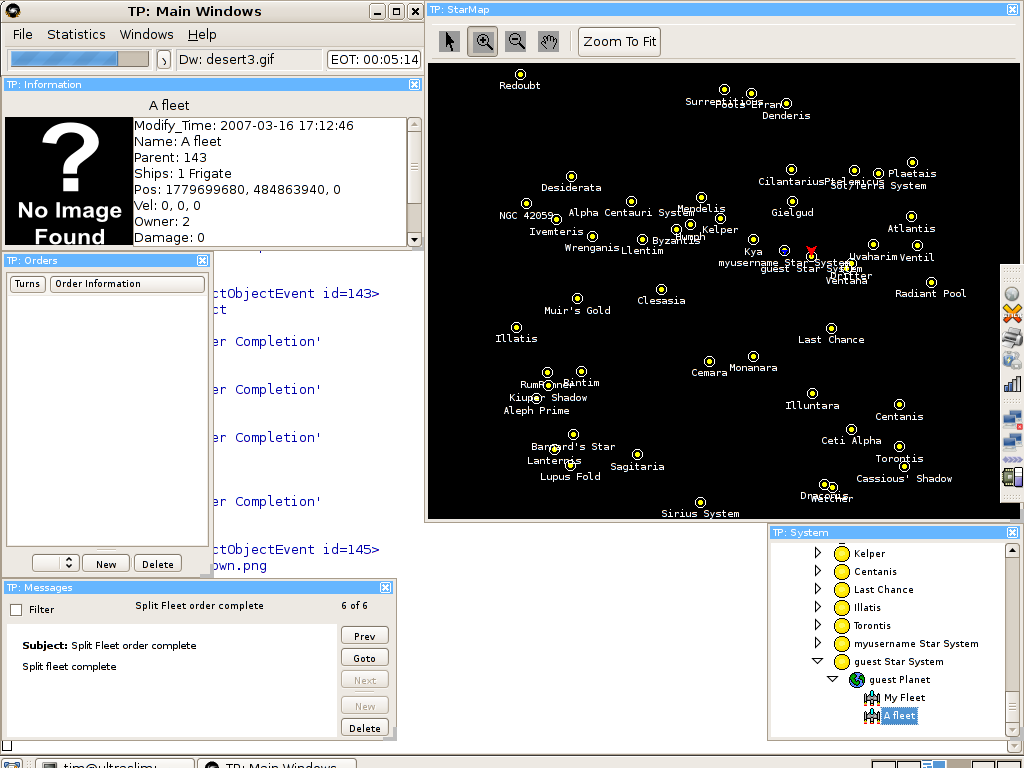 TP: Main Windows
File Statistics Windows Help
Dw: desert3.gif EOT: 00:05:14
TP: Information
A fleet
? No Image Found
Modify_Time: 2007-03-16 17:12:46
Name: A fleet
Parent: 143
Ships: 1 Frigate
Pos: 1779699680, 484863940, 0
Vel: 0, 0, 0
Owner: 2
Damage: 0
TP: Orders
Turns Order Information
New Delete
ctObjectEvent id=143>
ct
er Completion'
er Completion'
er Completion'
er Completion'
ctObjectEvent id=145>
own.png
TP: Messages
Filter Split Fleet order complete 6 of 6
Subject: Split Fleet order complete
Split fleet complete
Prev
Goto
Next
New
Delete
TP: StarMap
Zoom To Fit
Redoubt
Surreptitious
Denderis
Desiderata
Cilantarius
Sol/Terra System
Plaetais
NGC 42059
Alpha Centauri System
Mendelis
Gielgud
Ivemteris
Kelper
Atlantis
Wrenganis
Llentim
Byzantis
Humph
Kya
Uvaharim
Ventil
myusername Star System
guest Star System
Drifter
Ventana
Radiant Pool
Clesasia
Muir's Gold
Illatis
Last Chance
Cemara
Monanara
RumRunner
Bintim
Shadow
Aleph Prime
Illuntara
Centanis
Ceti Alpha
Barnard's Star
Lanternis
Lupus Fold
Sagitaria
Torontis
Cassious' Shadow
Sirius System
TP: System
Kelper
Centanis
Last Chance
Illatis
Torontis
myusername Star System
guest Star System
guest Planet
My Fleet
A fleet
tim@ultraslim: TP: Main Windows